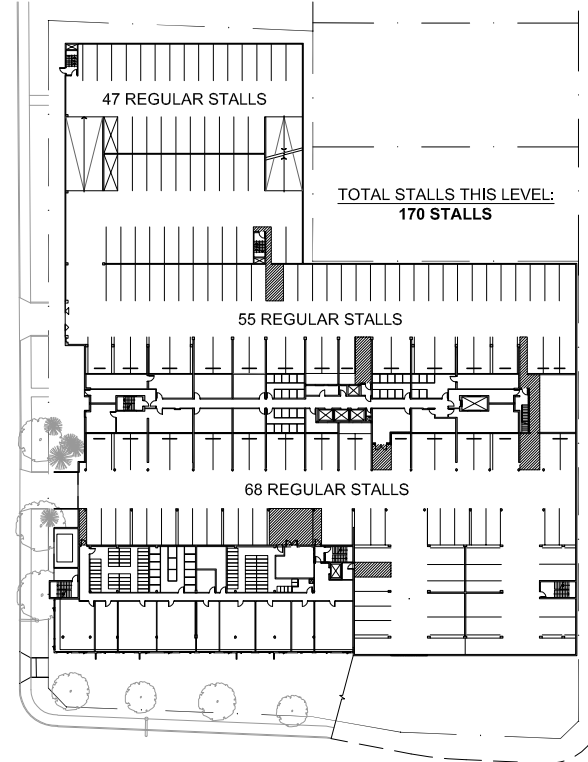 47 REGULAR STALLS
TOTAL STALLS THIS LEVEL:
170 STALLS
55 REGULAR STALLS
68 REGULAR STALLS